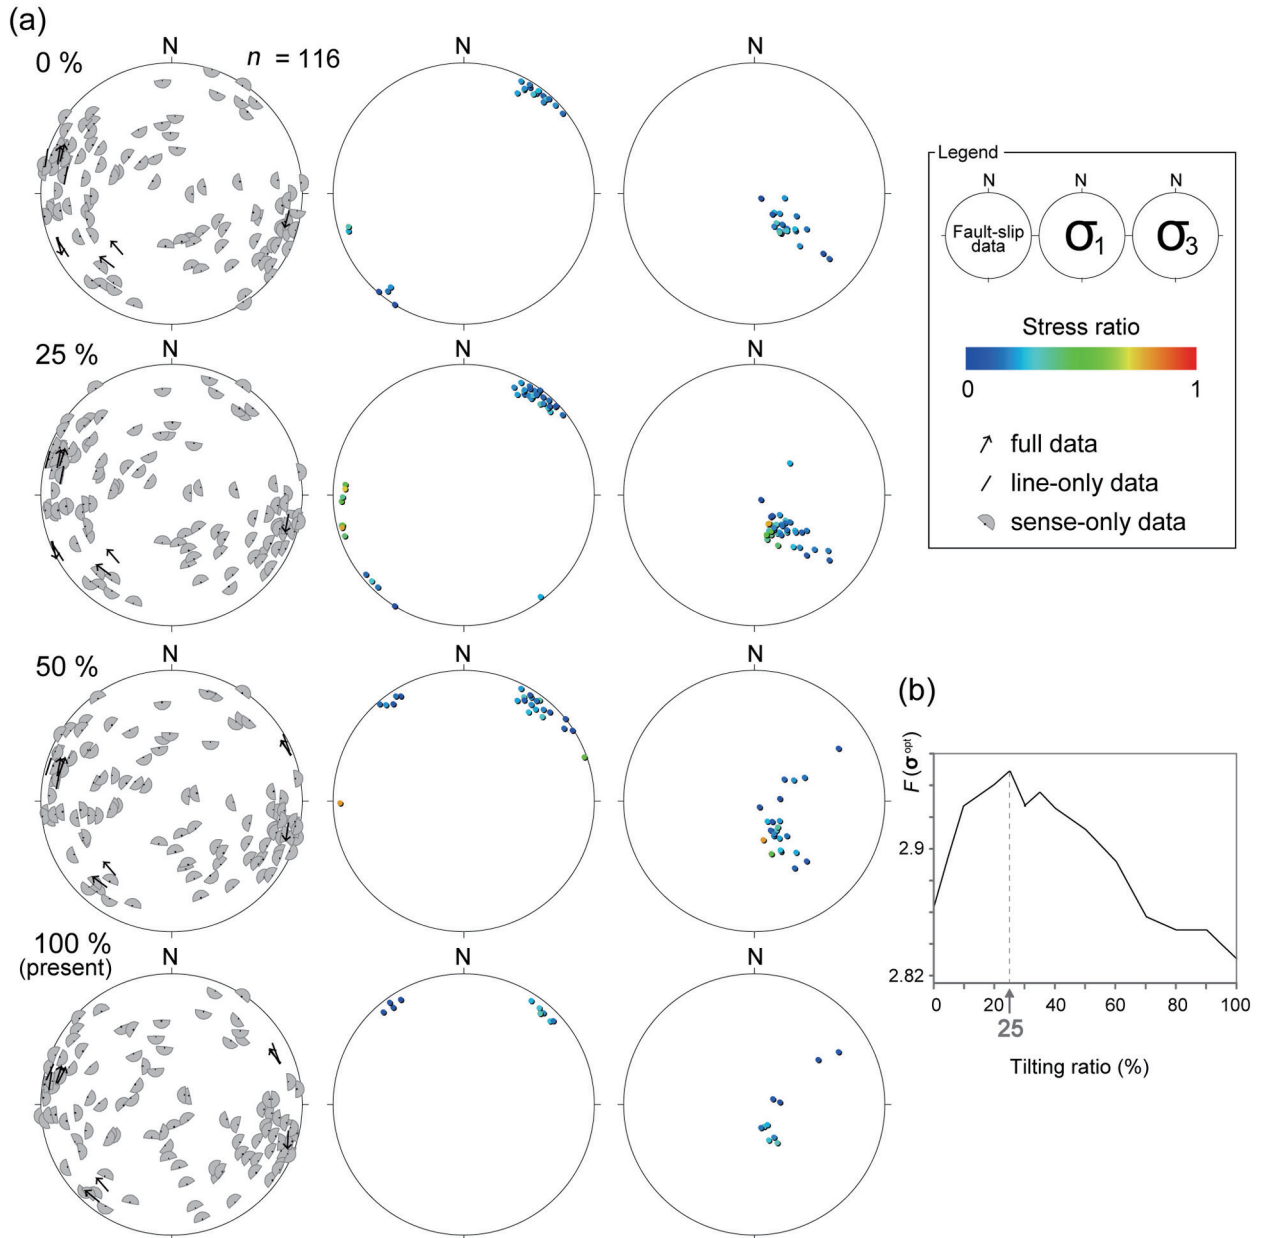 (a)
0 %
N
n = 116
N
N
25 %
N
N
N
50 %
N
N
N
100 %
(present)
N
N
N
Legend
N
N
N
Fault-slip
data
σ1
σ3
Stress ratio
0
1
full data
line-only data
sense-only data
(b)
F (σopt)
2.9
2.82
0
20
40
60
80
100
25
Tilting ratio (%)